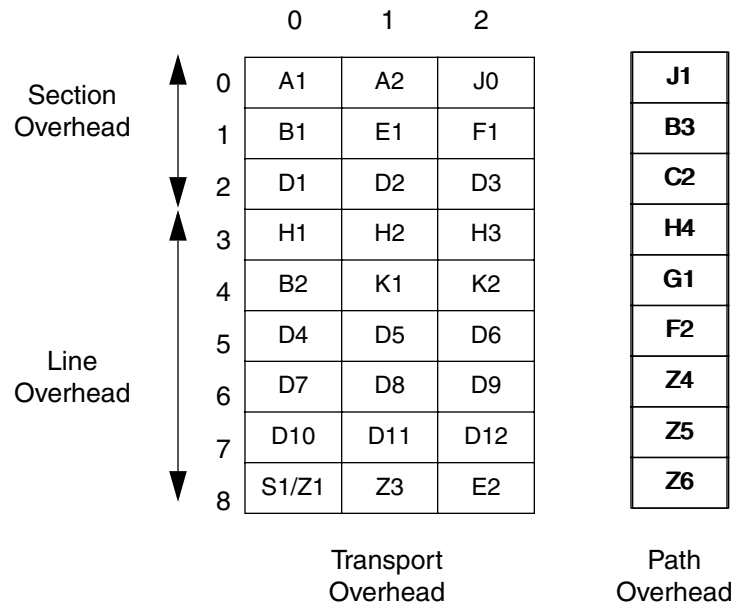 0 1 2
Section
Overhead
0 A1 A2 J0 J1
1 B1 E1 F1 B3
2 D1 D2 D3 C2
3 H1 H2 H3 H4
4 B2 K1 K2 G1
Line
Overhead
5 D4 D5 D6 F2
6 D7 D8 D9 Z4
7 D10 D11 D12 Z5
8 S1/Z1 Z3 E2 Z6
Transport
Overhead
Path
Overhead